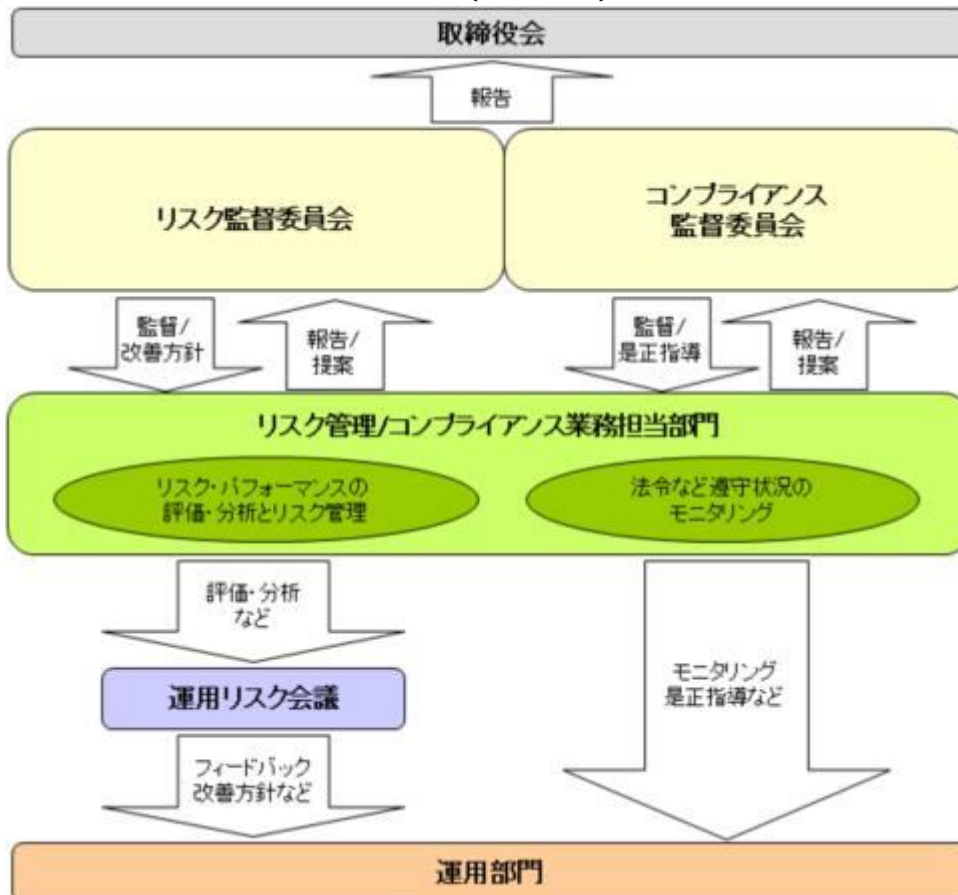 取締役会
報告
リスク監督委員会
コンプライアンス
監督委員会
監督/
改善方針
報告/
提案
監督/
是正指導
報告/
提案
リスク管理/コンプライアンス業務担当部門
リスク・パフォーマンスの
評価・分析とリスク管理
法令など遵守状況の
モニタリング
評価・分析
など
運用リスク会議
モニタリング
是正指導など
フィードバック
改善方針など
運用部門